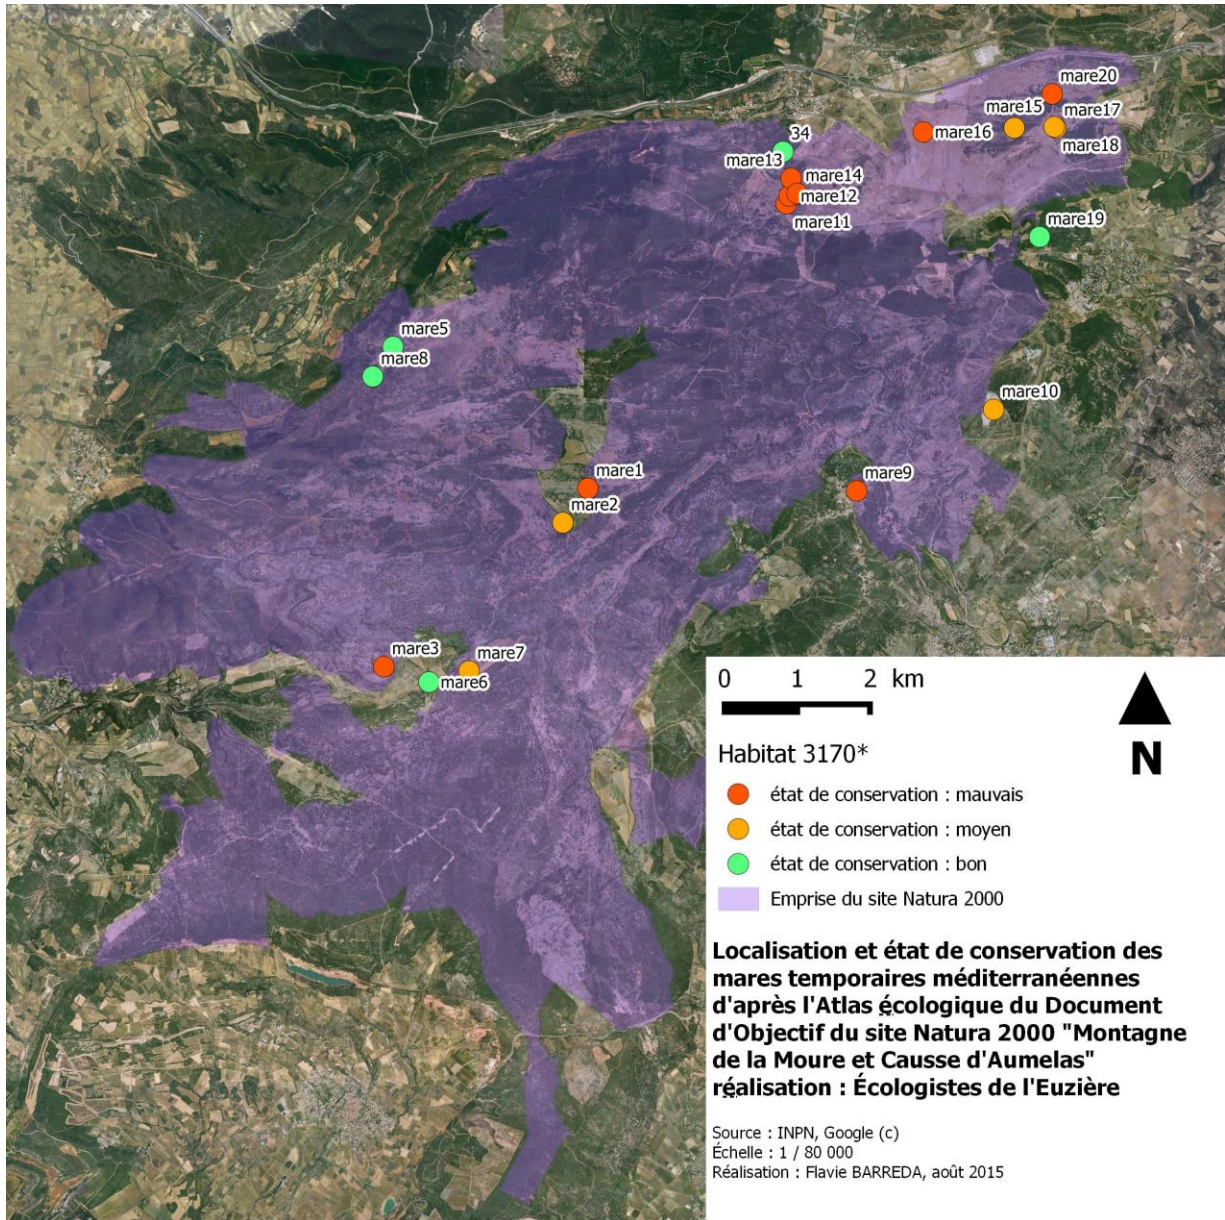 mare20
mare15
mare17
mare16
mare18
34
mare13
mare14
mare12
mare11
mare19
mare5
mare8
mare10
mare1
mare9
mare2
mare3
mare7
mare6
0 1 2 km
N
Habitat 3170*
état de conservation : mauvais
état de conservation : moyen
état de conservation : bon
Emprise du site Natura 2000
Localisation et état de conservation des
mares temporaires méditerranéennes
d'après l'Atlas écologique du Document
d'Objectif du site Natura 2000 "Montagne
de la Moure et Causse d'Aumelas"
réalisation : Écologistes de l'Euzière
Source : INPN, Google (c)
Échelle : 1 / 80 000
Réalisation : Flavie BARREDA, août 2015